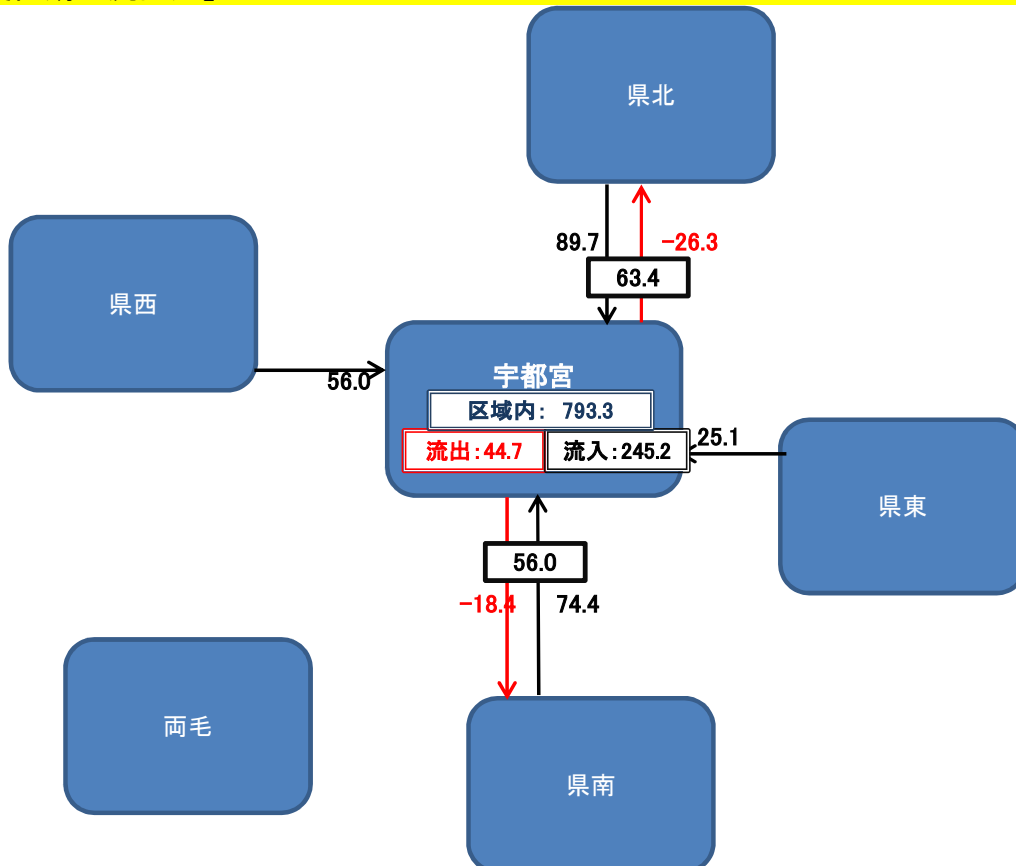 県北
89.7
-26.3
63.4
県西
56.0
宇都宮
区域内: 793.3
流出:44.7
流入:245.2
25.1
県東
56.0
-18.4
74.4
両毛
県南